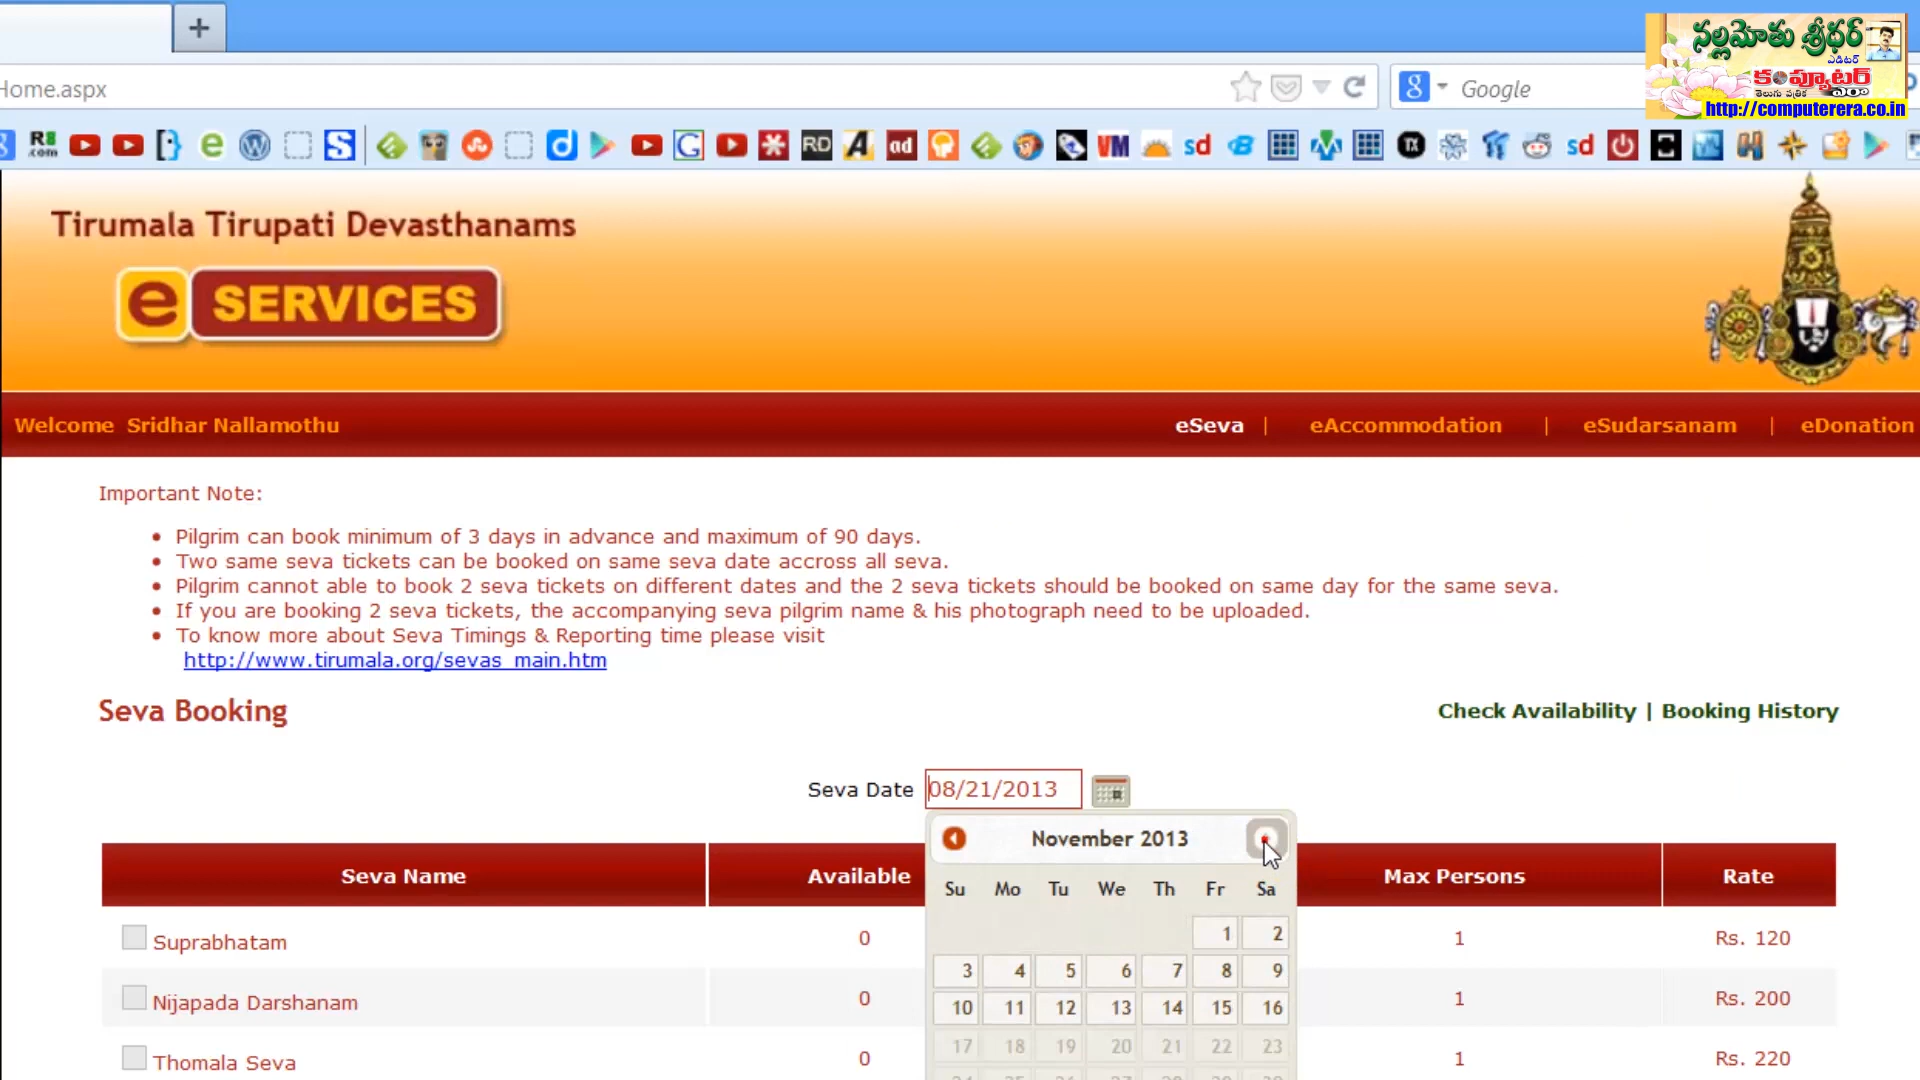 +
నల్లమోతు శ్రీధర్
ఎడిటర్
కంప్యూటర్ ఎరా
తెలుగు పత్రిక
http://computerera.co.in
Home.aspx
Google
Tirumala Tirupati Devasthanams
e SERVICES
Welcome Sridhar Nallamothu
eSeva | eAccommodation | eSudarsanam | eDonation
Important Note:
• Pilgrim can book minimum of 3 days in advance and maximum of 90 days.
• Two same seva tickets can be booked on same seva date accross all seva.
• Pilgrim cannot able to book 2 seva tickets on different dates and the 2 seva tickets should be booked on same day for the same seva.
• If you are booking 2 seva tickets, the accompanying seva pilgrim name & his photograph need to be uploaded.
• To know more about Seva Timings & Reporting time please visit
http://www.tirumala.org/sevas_main.htm
Seva Booking
Check Availability | Booking History
Seva Date 08/21/2013
November 2013
Su Mo Tu We Th Fr Sa
1 2
3 4 5 6 7 8 9
10 11 12 13 14 15 16
17 18 19 20 21 22 23
Seva Name Available Max Persons Rate
Suprabhatam 0 1 Rs. 120
Nijapada Darshanam 0 1 Rs. 200
Thomala Seva 0 1 Rs. 220